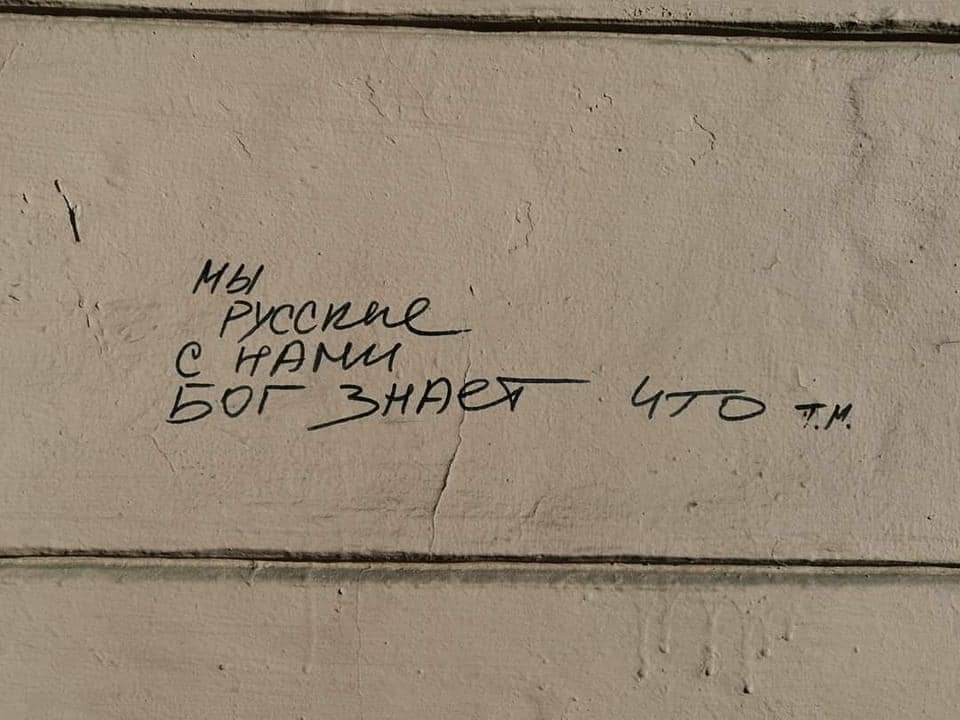 МЫ
РУССКИЕ
С НАМИ
БОГ ЗНАЕТ ЧТО Т.М.